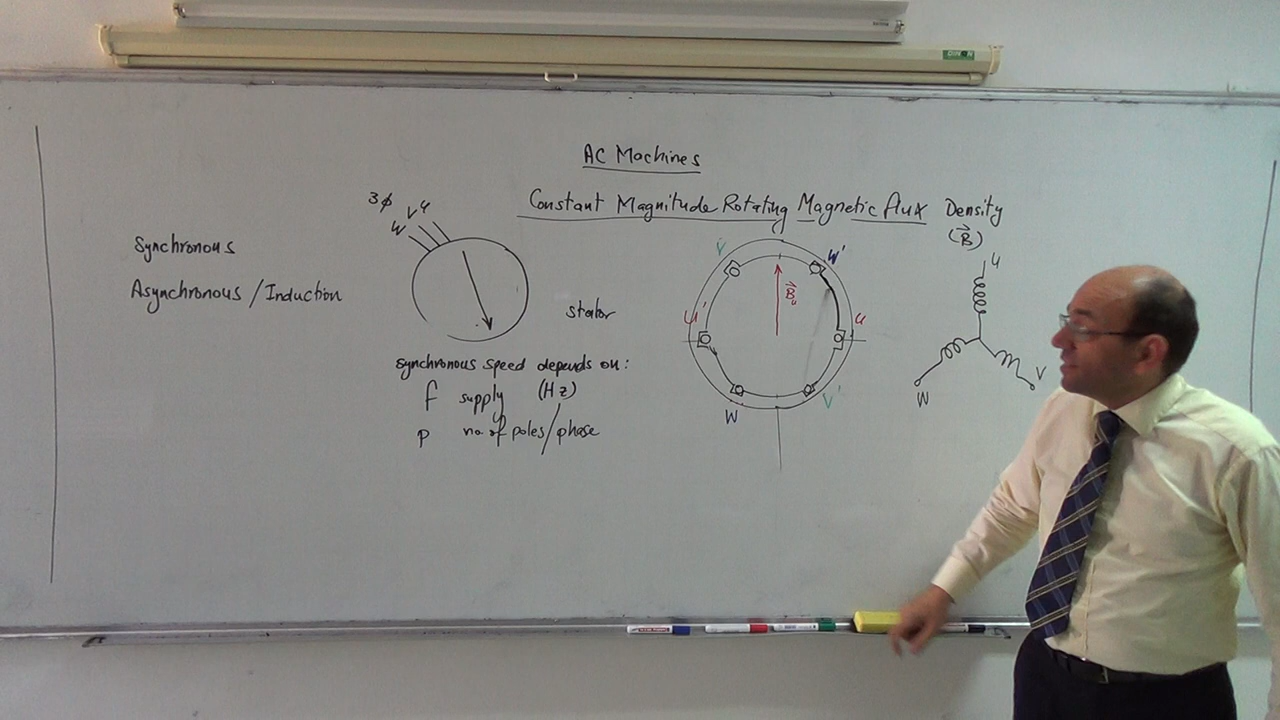 AC Machines
Constant Magnitude Rotating Magnetic flux Density
(B)
3φ
W V U
Synchronous
Asynchronous / Induction
stator
synchronous speed depends on:
f supply (Hz)
p no. of poles/phase
V W'
U' B U
W V'
U
W V